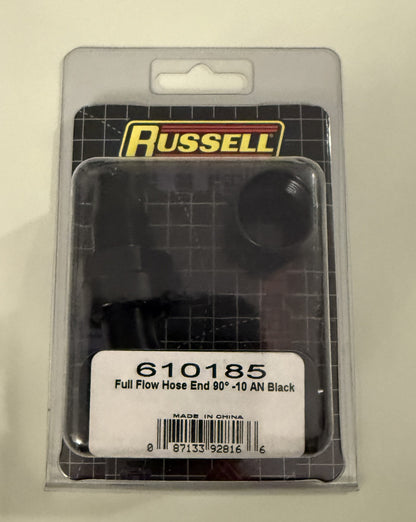 RUSSELL
610185
Full Flow Hose End 90° -10 AN Black
MADE IN CHINA
0 87133 92816 6